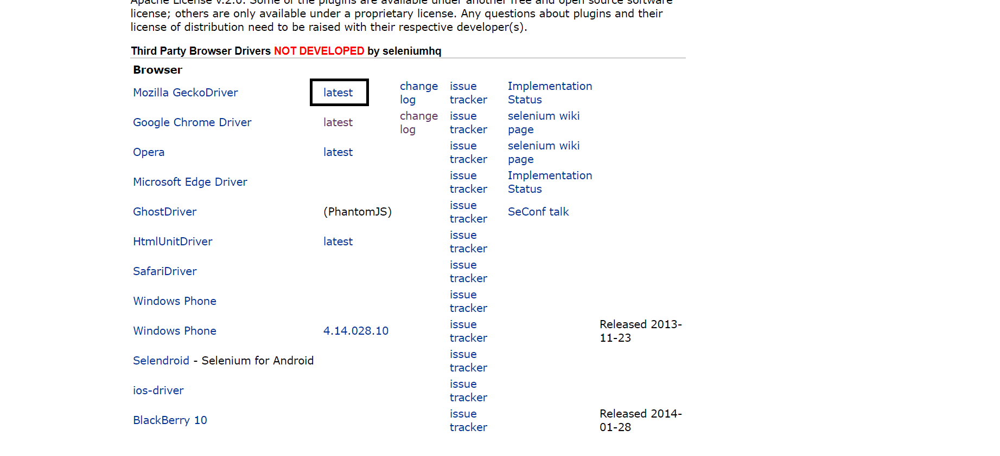 Apache License v.2.0. Some of the plugins are available under another free and open source software
license; others are only available under a proprietary license. Any questions about plugins and their
license of distribution need to be raised with their respective developer(s).
Third Party Browser Drivers NOT DEVELOPED by seleniumhq
Browser
Mozilla GeckoDriver latest change log issue tracker Implementation Status
Google Chrome Driver latest change log issue tracker selenium wiki page
Opera latest issue tracker selenium wiki page
Microsoft Edge Driver issue tracker Implementation Status
GhostDriver (PhantomJS) issue tracker SeConf talk
HtmlUnitDriver latest issue tracker
SafariDriver issue tracker
Windows Phone issue tracker
Windows Phone 4.14.028.10 issue tracker Released 2013-11-23
Selendroid - Selenium for Android issue tracker
ios-driver issue tracker
BlackBerry 10 issue tracker Released 2014-01-28